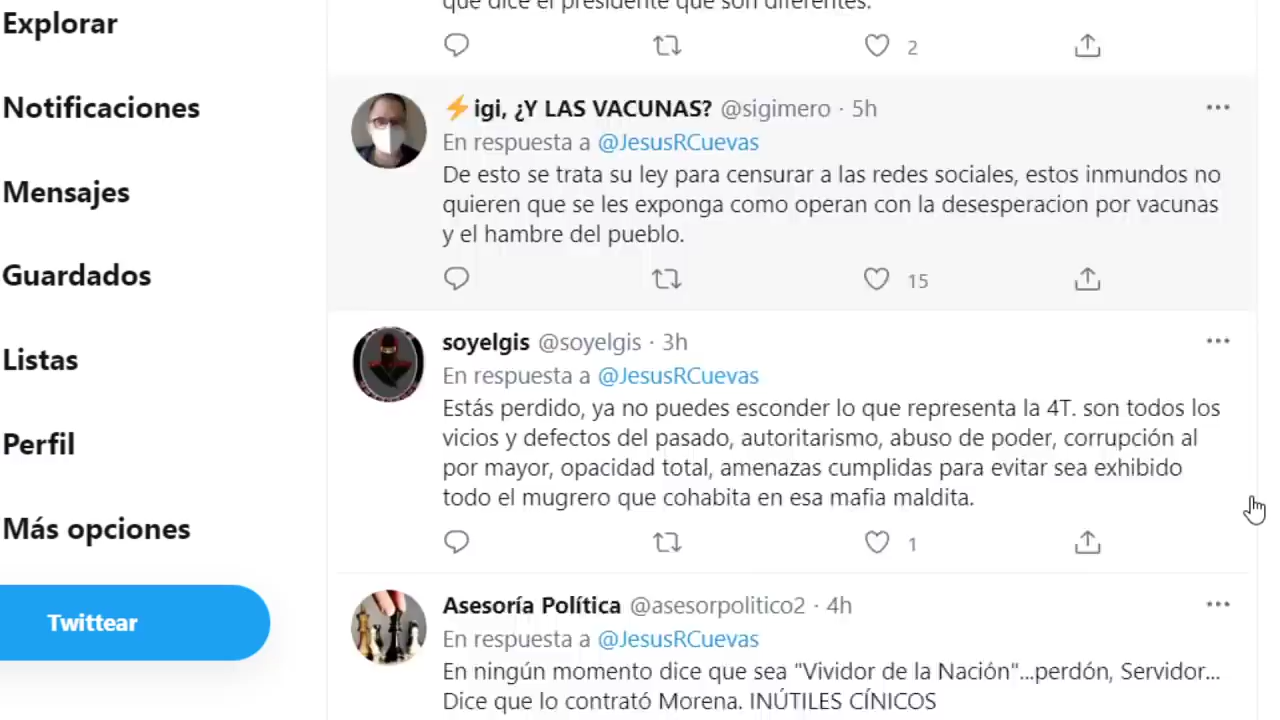 que dice el presidente que son diferentes.
Explorar
2
Notificaciones
⚡igi, ¿Y LAS VACUNAS? @sigimero · 5h
En respuesta a @JesusRCuevas
De esto se trata su ley para censurar a las redes sociales, estos inmundos no
quieren que se les exponga como operan con la desesperacion por vacunas
y el hambre del pueblo.
15
Mensajes
Guardados
Listas
Perfil
Más opciones
Twittear
soyelgis @soyelgis · 3h
En respuesta a @JesusRCuevas
Estás perdido, ya no puedes esconder lo que representa la 4T. son todos los
vicios y defectos del pasado, autoritarismo, abuso de poder, corrupción al
por mayor, opacidad total, amenazas cumplidas para evitar sea exhibido
todo el mugrero que cohabita en esa mafia maldita.
1
Asesoría Política @asesorpolitico2 · 4h
En respuesta a @JesusRCuevas
En ningún momento dice que sea "Vividor de la Nación"...perdón, Servidor...
Dice que lo contrató Morena. INÚTILES CÍNICOS